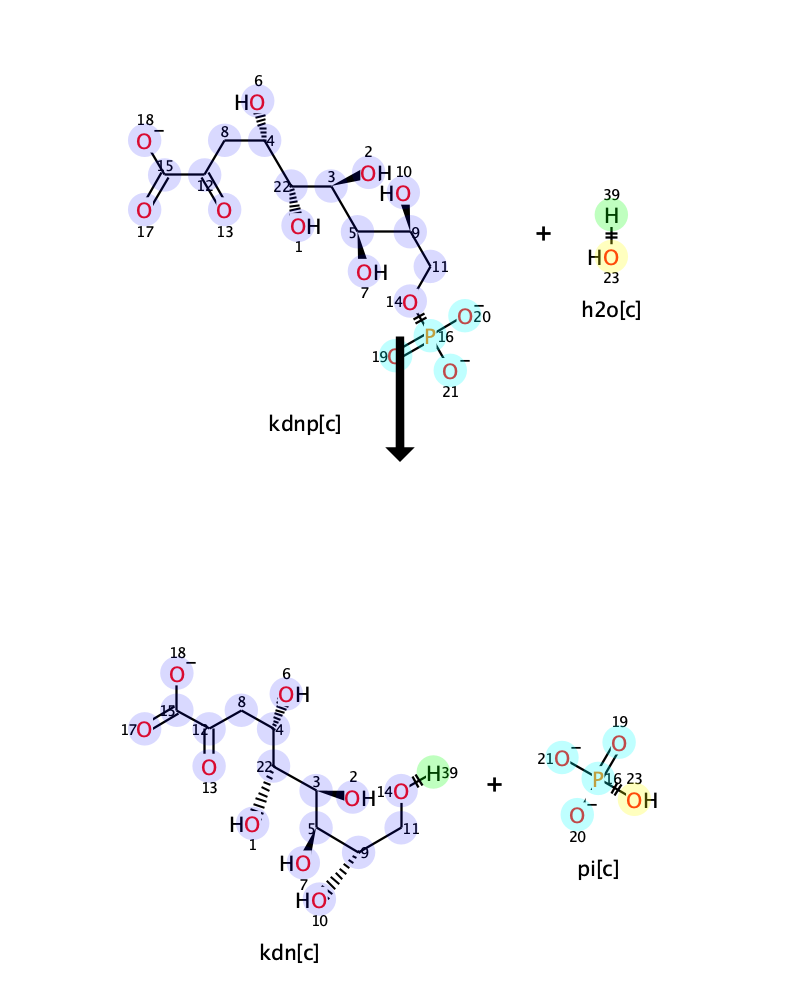 6
HO
18
O−
8
4
15
12
2
10
22
3
OH
HO
39
H
17
O
13
O
OH
1
5
9
+
HO
23
h2o[c]
7
OH
11
14
O
O−
20
P
16
19
O
O−
21
kdnp[c]
18
O−
6
OH
17
O
15
12
8
4
13
O
22
3
2
OH
14
O
H
39
+
19
O
21
O−
P
16
23
OH
O−
20
pi[c]
HO
1
5
11
HO
7
9
HO
10
kdn[c]